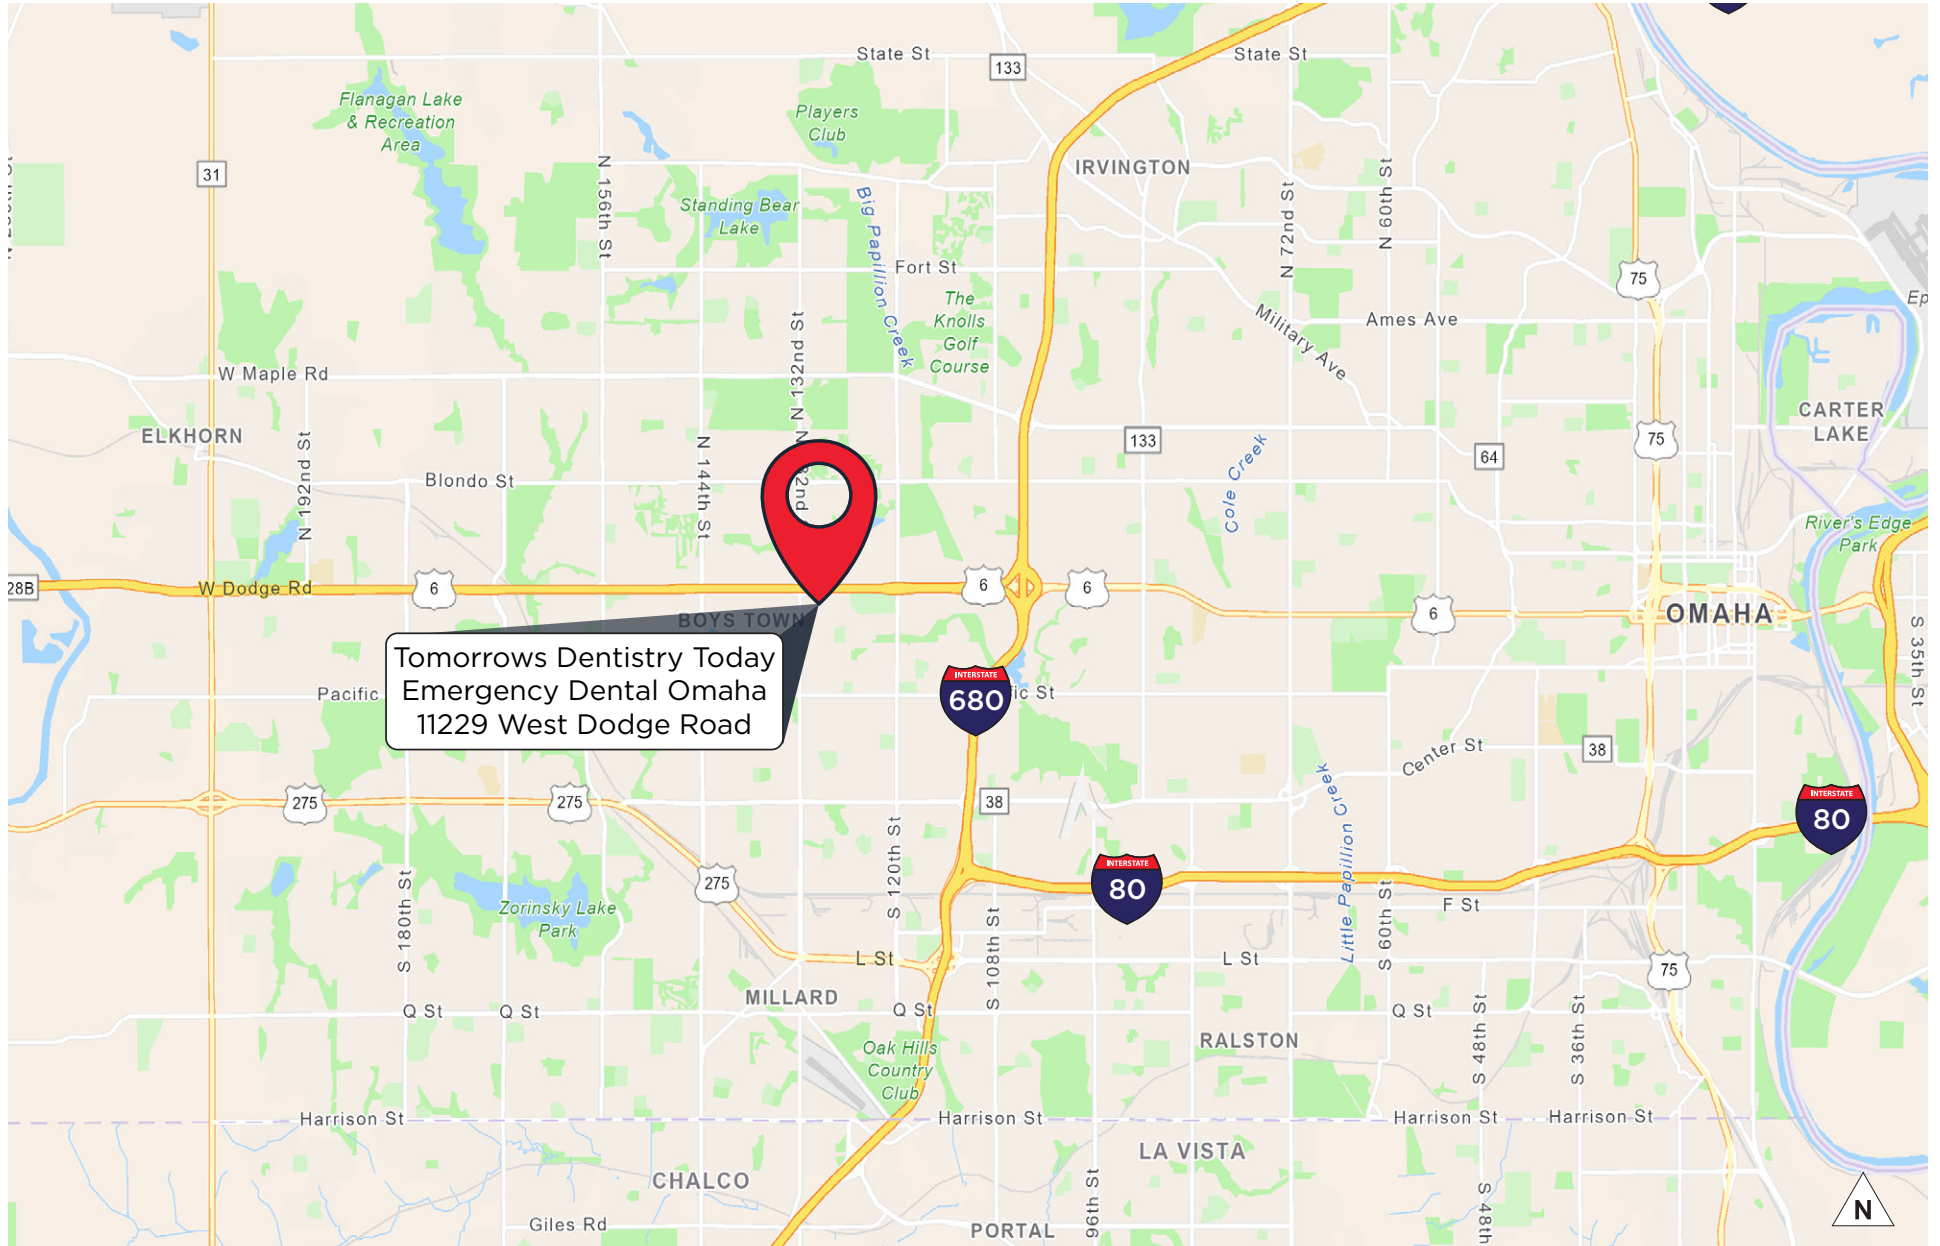 State St
133
State St
Flanagan Lake
& Recreation
Area
Players
Club
31
N 156th St
IRVINGTON
N 60th St
Standing Bear
Lake
Big Papillion Creek
N 72nd St
Fort St
75
Ep
The
Knolls
Golf
Course
N 132nd St
Military Ave
Ames Ave
W Maple Rd
CARTER
LAKE
ELKHORN
N 192nd St
N 144th St
133
Cole Creek
64
75
Blondo St
River's Edge
Park
28B
W Dodge Rd
6
6
6
6
OMAHA
BOYS TOWN
S 35th St
Tomorrows Dentistry Today
Emergency Dental Omaha
11229 West Dodge Road
Pacific
INTERSTATE
680
fic St
Center St
38
275
275
38
Little Papillion Creek
INTERSTATE
80
275
S 120th St
INTERSTATE
80
S 180th St
Zorinsky Lake
Park
S 108th St
S 60th St
F St
L St
L St
75
MILLARD
Q St
Q St
Q St
Q St
S 48th St
S 36th St
RALSTON
Oak Hills
Country
Club
Harrison St
Harrison St
Harrison St
Harrison St
LA VISTA
CHALCO
96th St
S 48th
Giles Rd
PORTAL
N